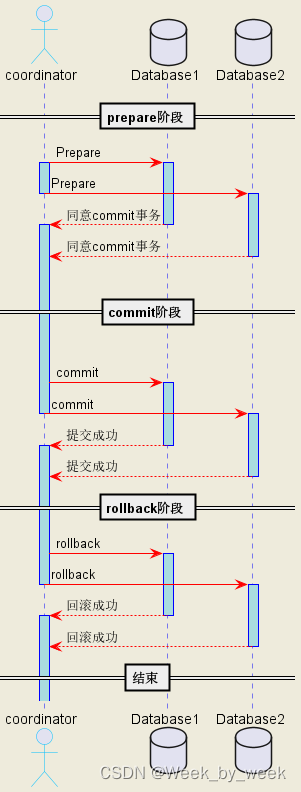 coordinator Database1 Database2
prepare阶段
Prepare
Prepare
同意commit事务
同意commit事务
commit阶段
commit
commit
提交成功
提交成功
rollback阶段
rollback
rollback
回滚成功
回滚成功
结束
coordinator Database1 Database2
CSDN @Week_by_week